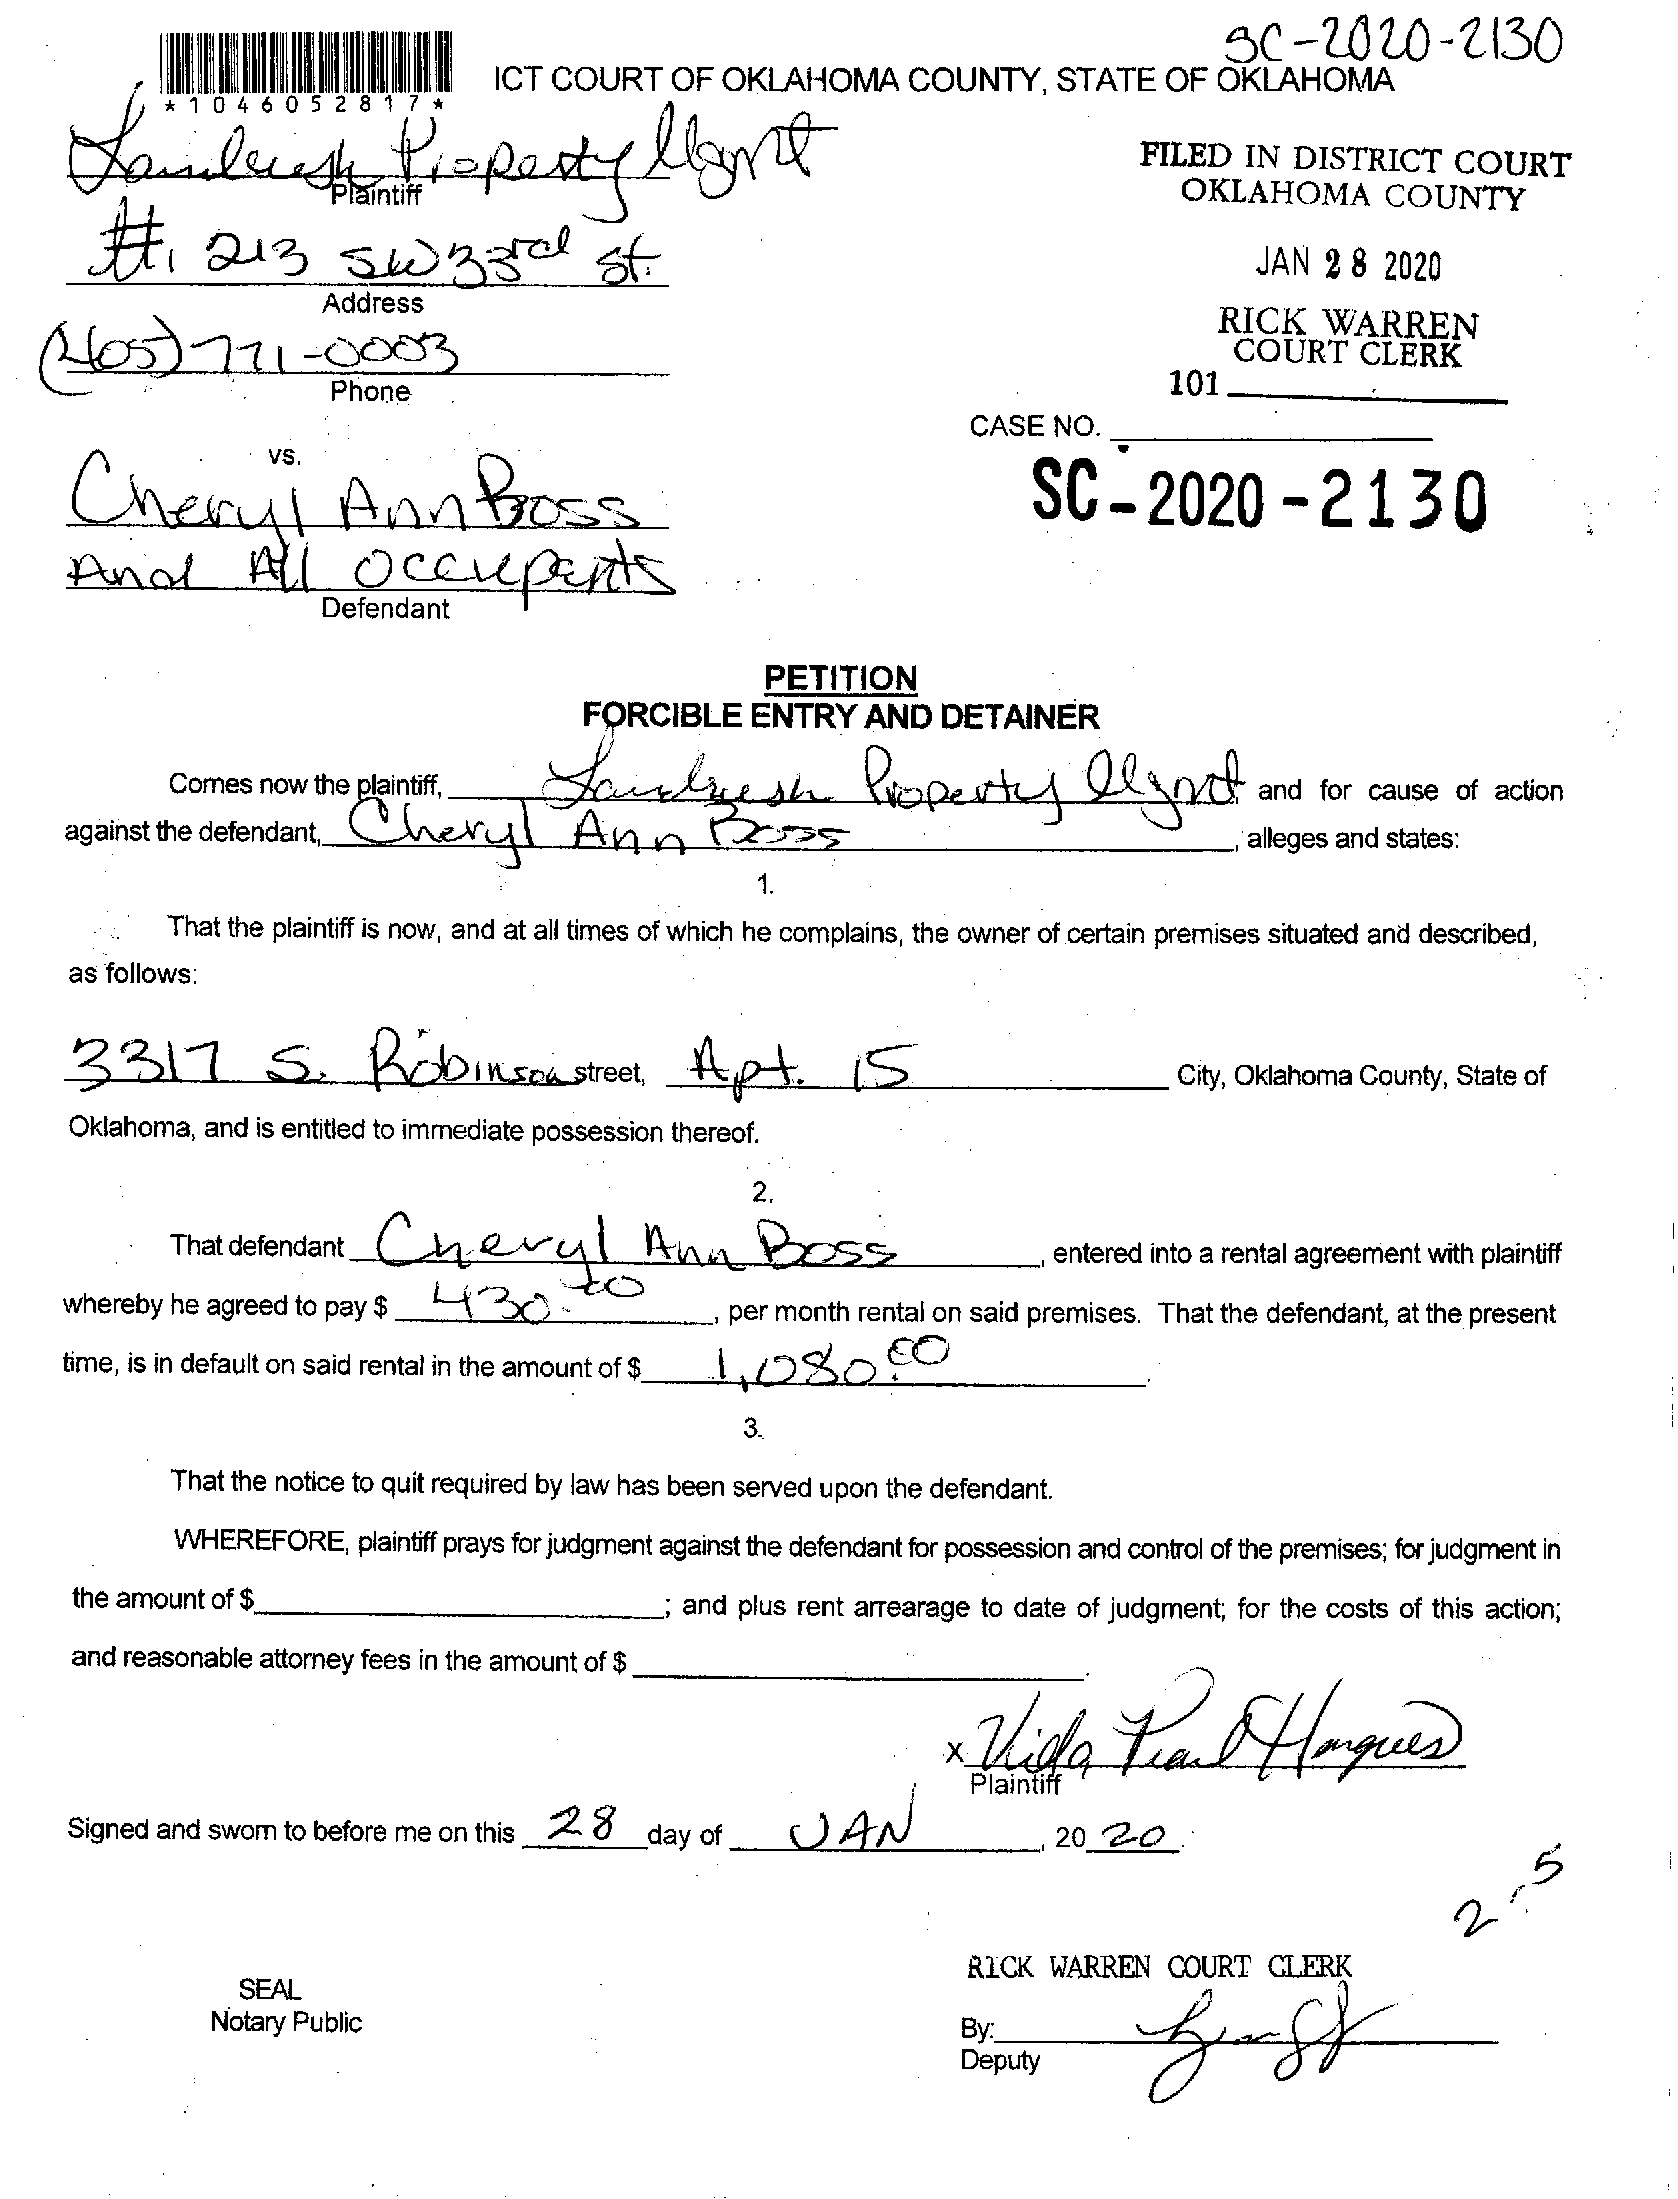 SC-2020-2130
*1046052817*
ICT COURT OF OKLAHOMA COUNTY, STATE OF OKLAHOMA
Property Mgmt
Plaintiff
FILED IN DISTRICT COURT
OKLAHOMA COUNTY
#1 213 SW 33rd St.
Address
JAN 28 2020
(405) 771-0003
Phone
RICK WARREN
COURT CLERK
101
CASE NO.
SC-2020-2130
vs.
Cheryl Ann Boss
And All Occupants
Defendant
PETITION
FORCIBLE ENTRY AND DETAINER
Comes now the plaintiff, Property Mgmt and for cause of action
against the defendant, Cheryl Ann Boss, alleges and states:
1.
That the plaintiff is now, and at all times of which he complains, the owner of certain premises situated and described,
as follows:
3317 S. Robinson street, Apt. 15 City, Oklahoma County, State of
Oklahoma, and is entitled to immediate possession thereof.
2.
That defendant Cheryl Ann Boss, entered into a rental agreement with plaintiff
whereby he agreed to pay $ 430.00, per month rental on said premises. That the defendant, at the present
time, is in default on said rental in the amount of $ 1,080.00.
3.
That the notice to quit required by law has been served upon the defendant.
WHEREFORE, plaintiff prays for judgment against the defendant for possession and control of the premises; for judgment in
the amount of $ ; and plus rent arrearage to date of judgment; for the costs of this action;
and reasonable attorney fees in the amount of $ .
x Vida Pearl
Plaintiff
Signed and sworn to before me on this 28 day of JAN, 20 20.
2-5
RICK WARREN COURT CLERK
SEAL
Notary Public
By:
Deputy